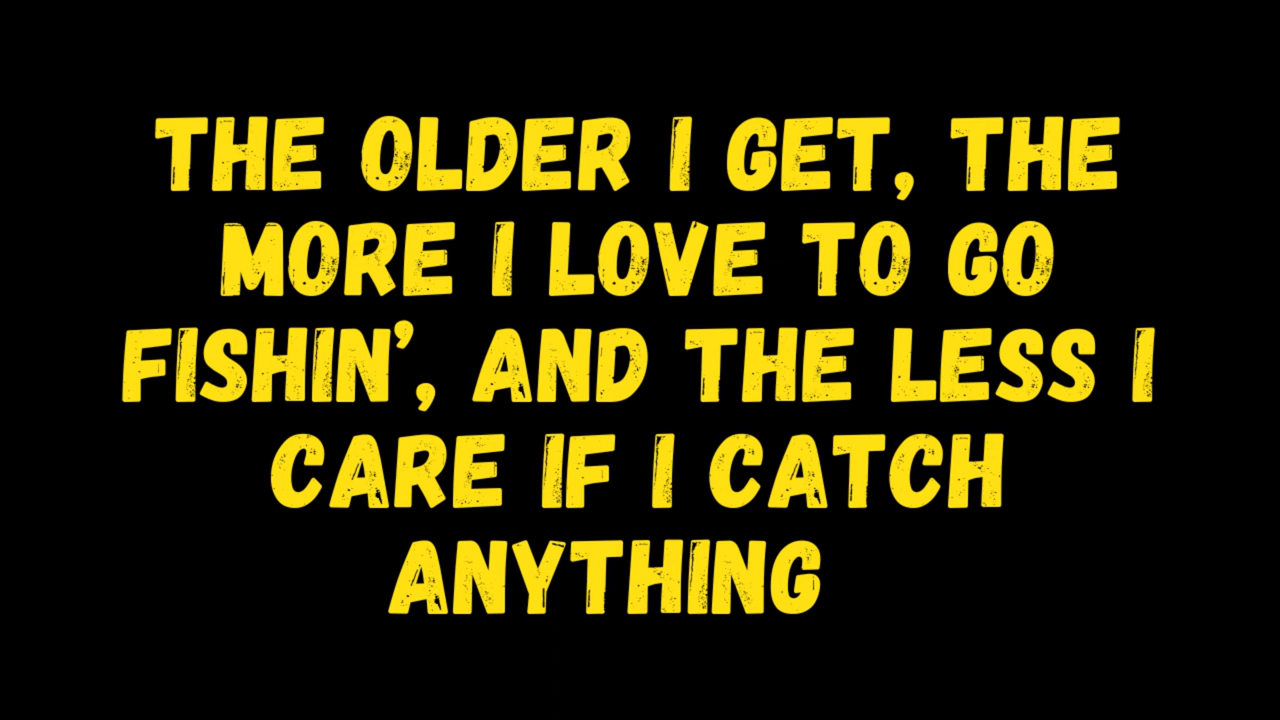 THE OLDER I GET, THE
MORE I LOVE TO GO
FISHIN’, AND THE LESS I
CARE IF I CATCH
ANYTHING